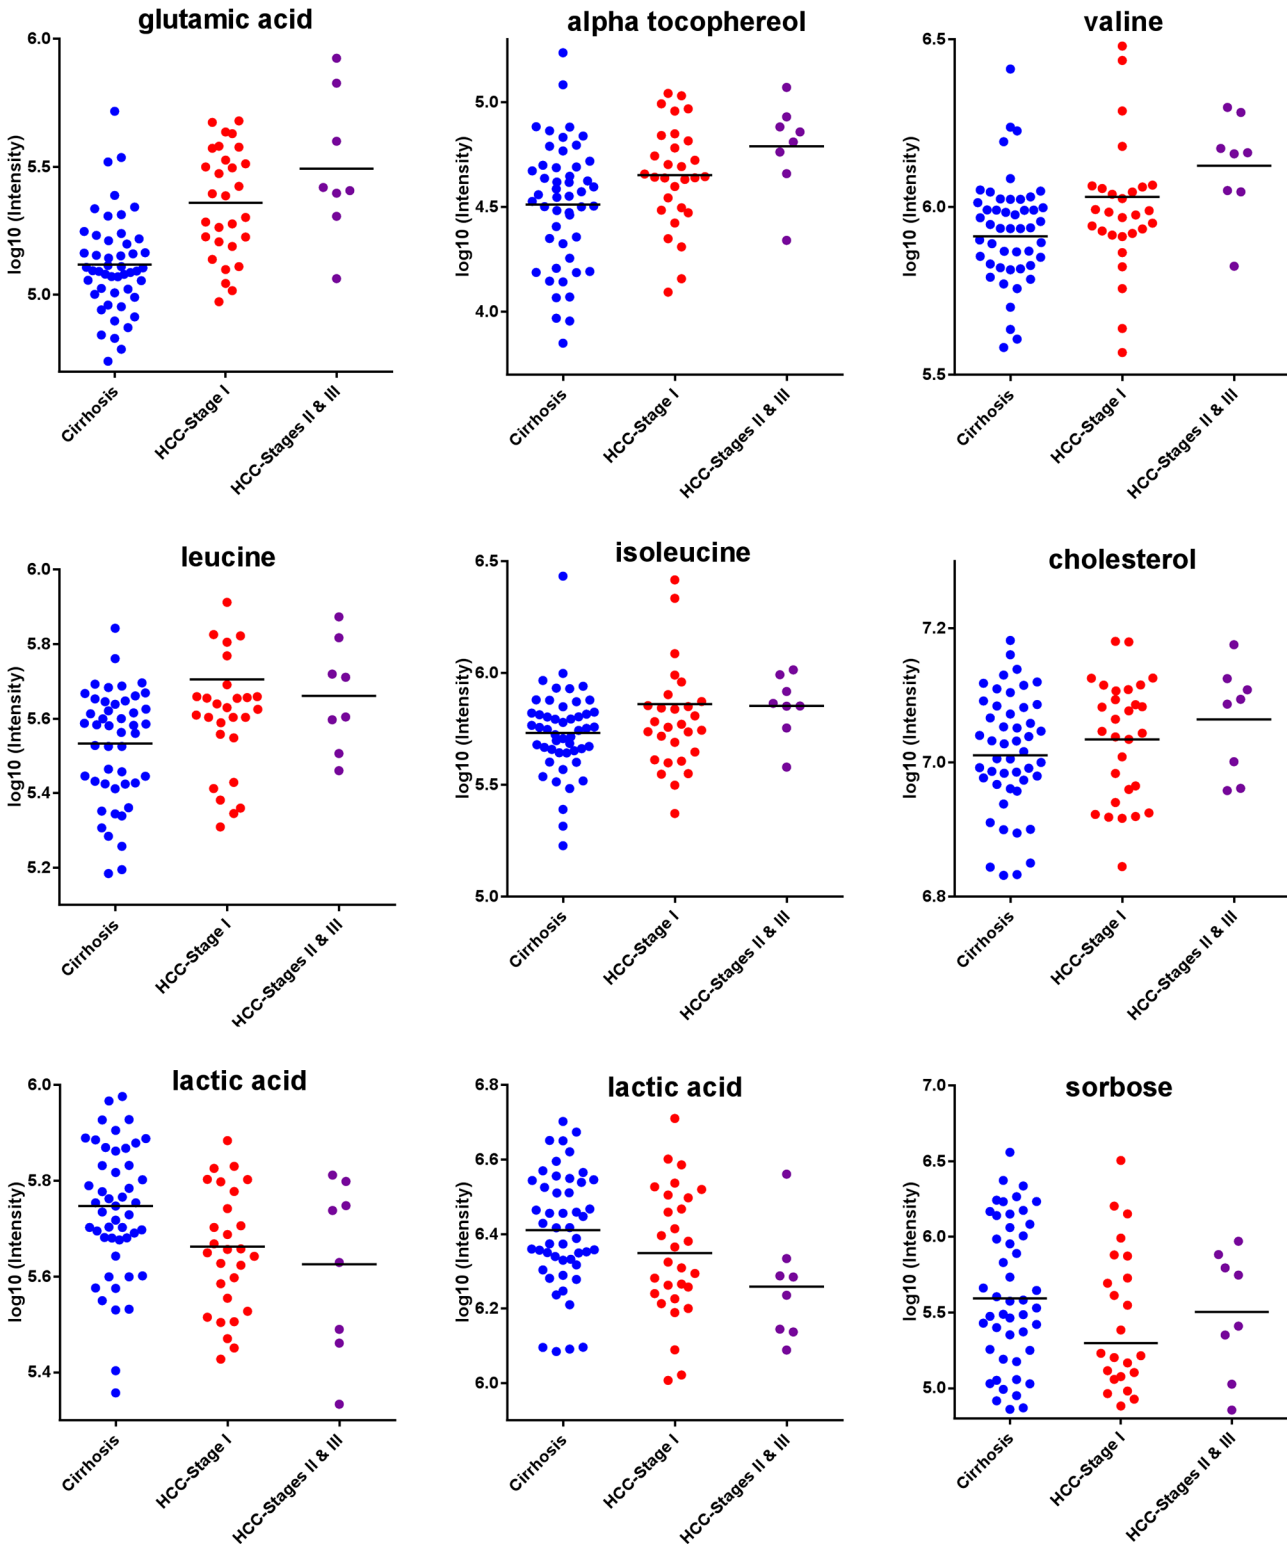 glutamic acid
log10 (Intensity)
6.0
5.5
5.0
Cirrhosis
HCC-Stage I
HCC-Stages II & III
alpha tocophereol
log10 (Intensity)
5.0
4.5
4.0
Cirrhosis
HCC-Stage I
HCC-Stages II & III
valine
log10 (Intensity)
6.5
6.0
5.5
Cirrhosis
HCC-Stage I
HCC-Stages II & III
leucine
log10 (Intensity)
6.0
5.8
5.6
5.4
5.2
Cirrhosis
HCC-Stage I
HCC-Stages II & III
isoleucine
log10 (Intensity)
6.5
6.0
5.5
5.0
Cirrhosis
HCC-Stage I
HCC-Stages II & III
cholesterol
log10 (Intensity)
7.2
7.0
6.8
Cirrhosis
HCC-Stage I
HCC-Stages II & III
lactic acid
log10 (Intensity)
6.0
5.8
5.6
5.4
Cirrhosis
HCC-Stage I
HCC-Stages II & III
lactic acid
log10 (Intensity)
6.8
6.6
6.4
6.2
6.0
Cirrhosis
HCC-Stage I
HCC-Stages II & III
sorbose
log10 (Intensity)
7.0
6.5
6.0
5.5
5.0
Cirrhosis
HCC-Stage I
HCC-Stages II & III